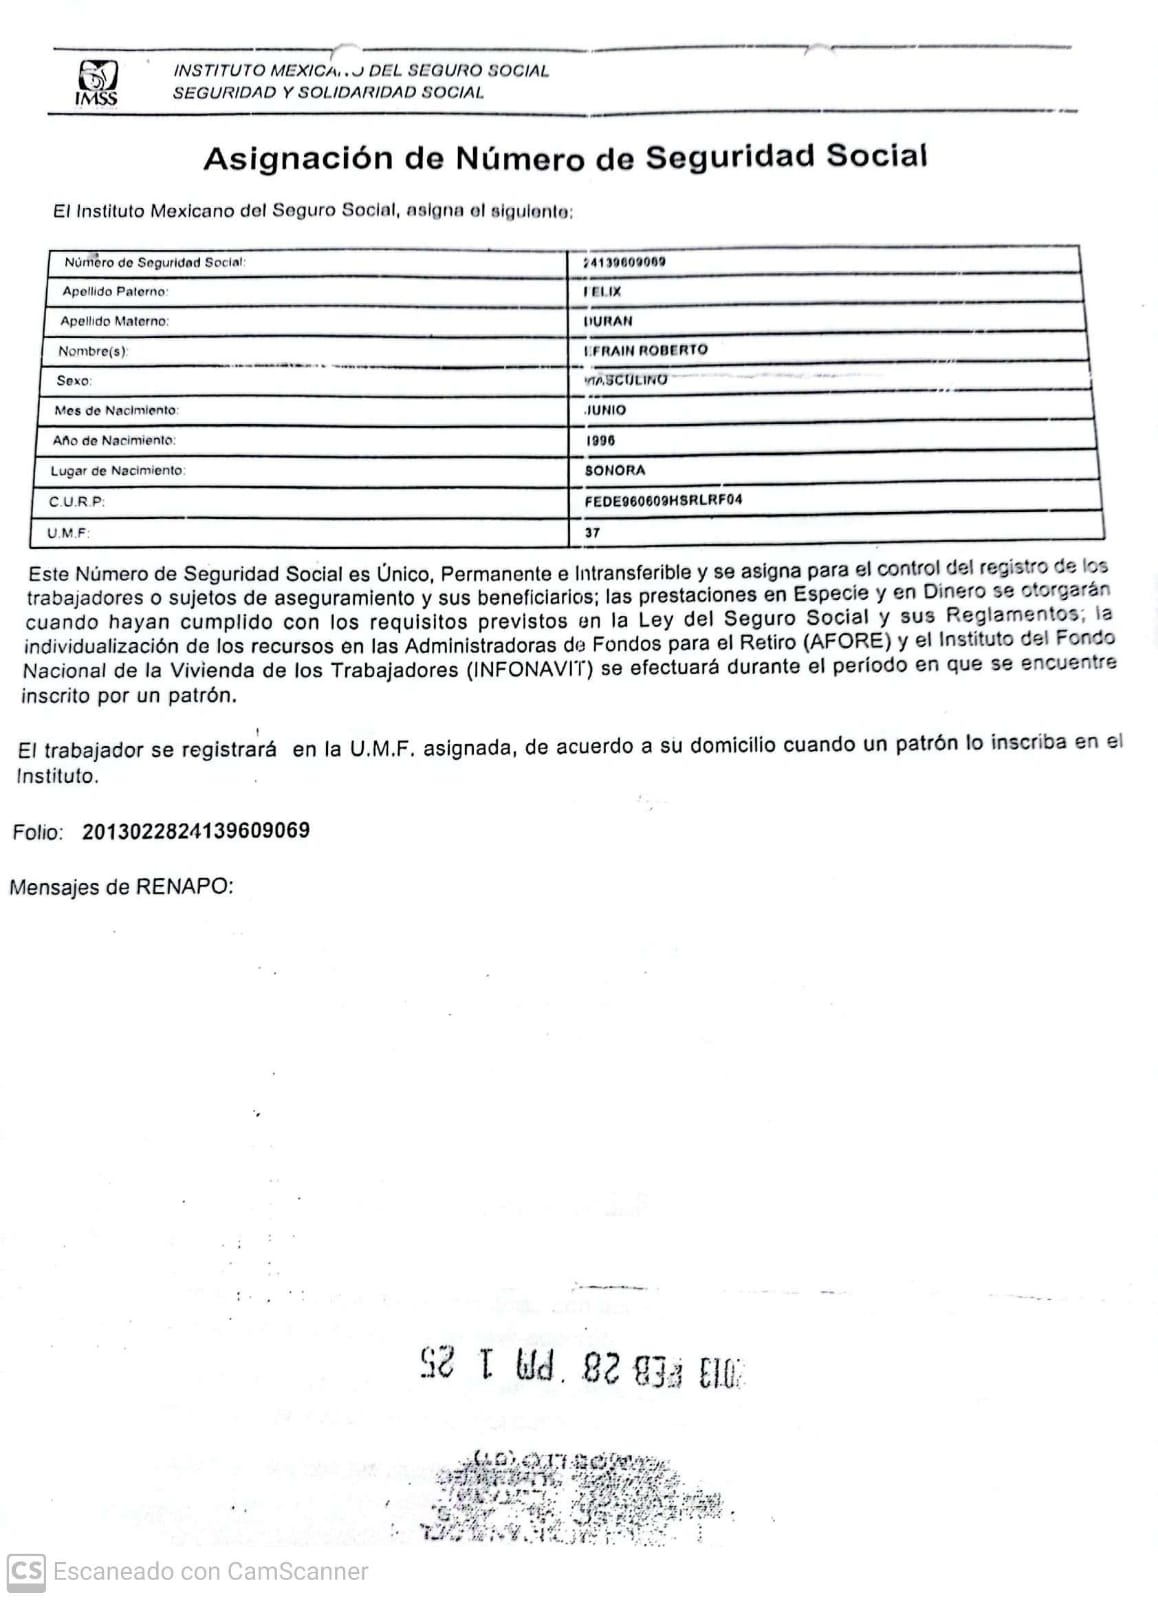 IMSS
INSTITUTO MEXICANO DEL SEGURO SOCIAL
SEGURIDAD Y SOLIDARIDAD SOCIAL
Asignación de Número de Seguridad Social
El Instituto Mexicano del Seguro Social, asigna el siguiente:
Número de Seguridad Social: 24139609069
Apellido Paterno: FELIX
Apellido Materno: DURAN
Nombre(s): EFRAIN ROBERTO
Sexo: MASCULINO
Mes de Nacimiento: JUNIO
Año de Nacimiento: 1996
Lugar de Nacimiento: SONORA
C.U.R.P: FEDE960609HSRLRF04
U.M.F: 37
Este Número de Seguridad Social es Único, Permanente e Intransferible y se asigna para el control del registro de los
trabajadores o sujetos de aseguramiento y sus beneficiarios; las prestaciones en Especie y en Dinero se otorgarán
cuando hayan cumplido con los requisitos previstos en la Ley del Seguro Social y sus Reglamentos; la
individualización de los recursos en las Administradoras de Fondos para el Retiro (AFORE) y el Instituto del Fondo
Nacional de la Vivienda de los Trabajadores (INFONAVIT) se efectuará durante el período en que se encuentre
inscrito por un patrón.
El trabajador se registrará en la U.M.F. asignada, de acuerdo a su domicilio cuando un patrón lo inscriba en el
Instituto.
Folio: 2013022824139609069
Mensajes de RENAPO:
2013 FEB 28 PM 1 25
CS Escaneado con CamScanner